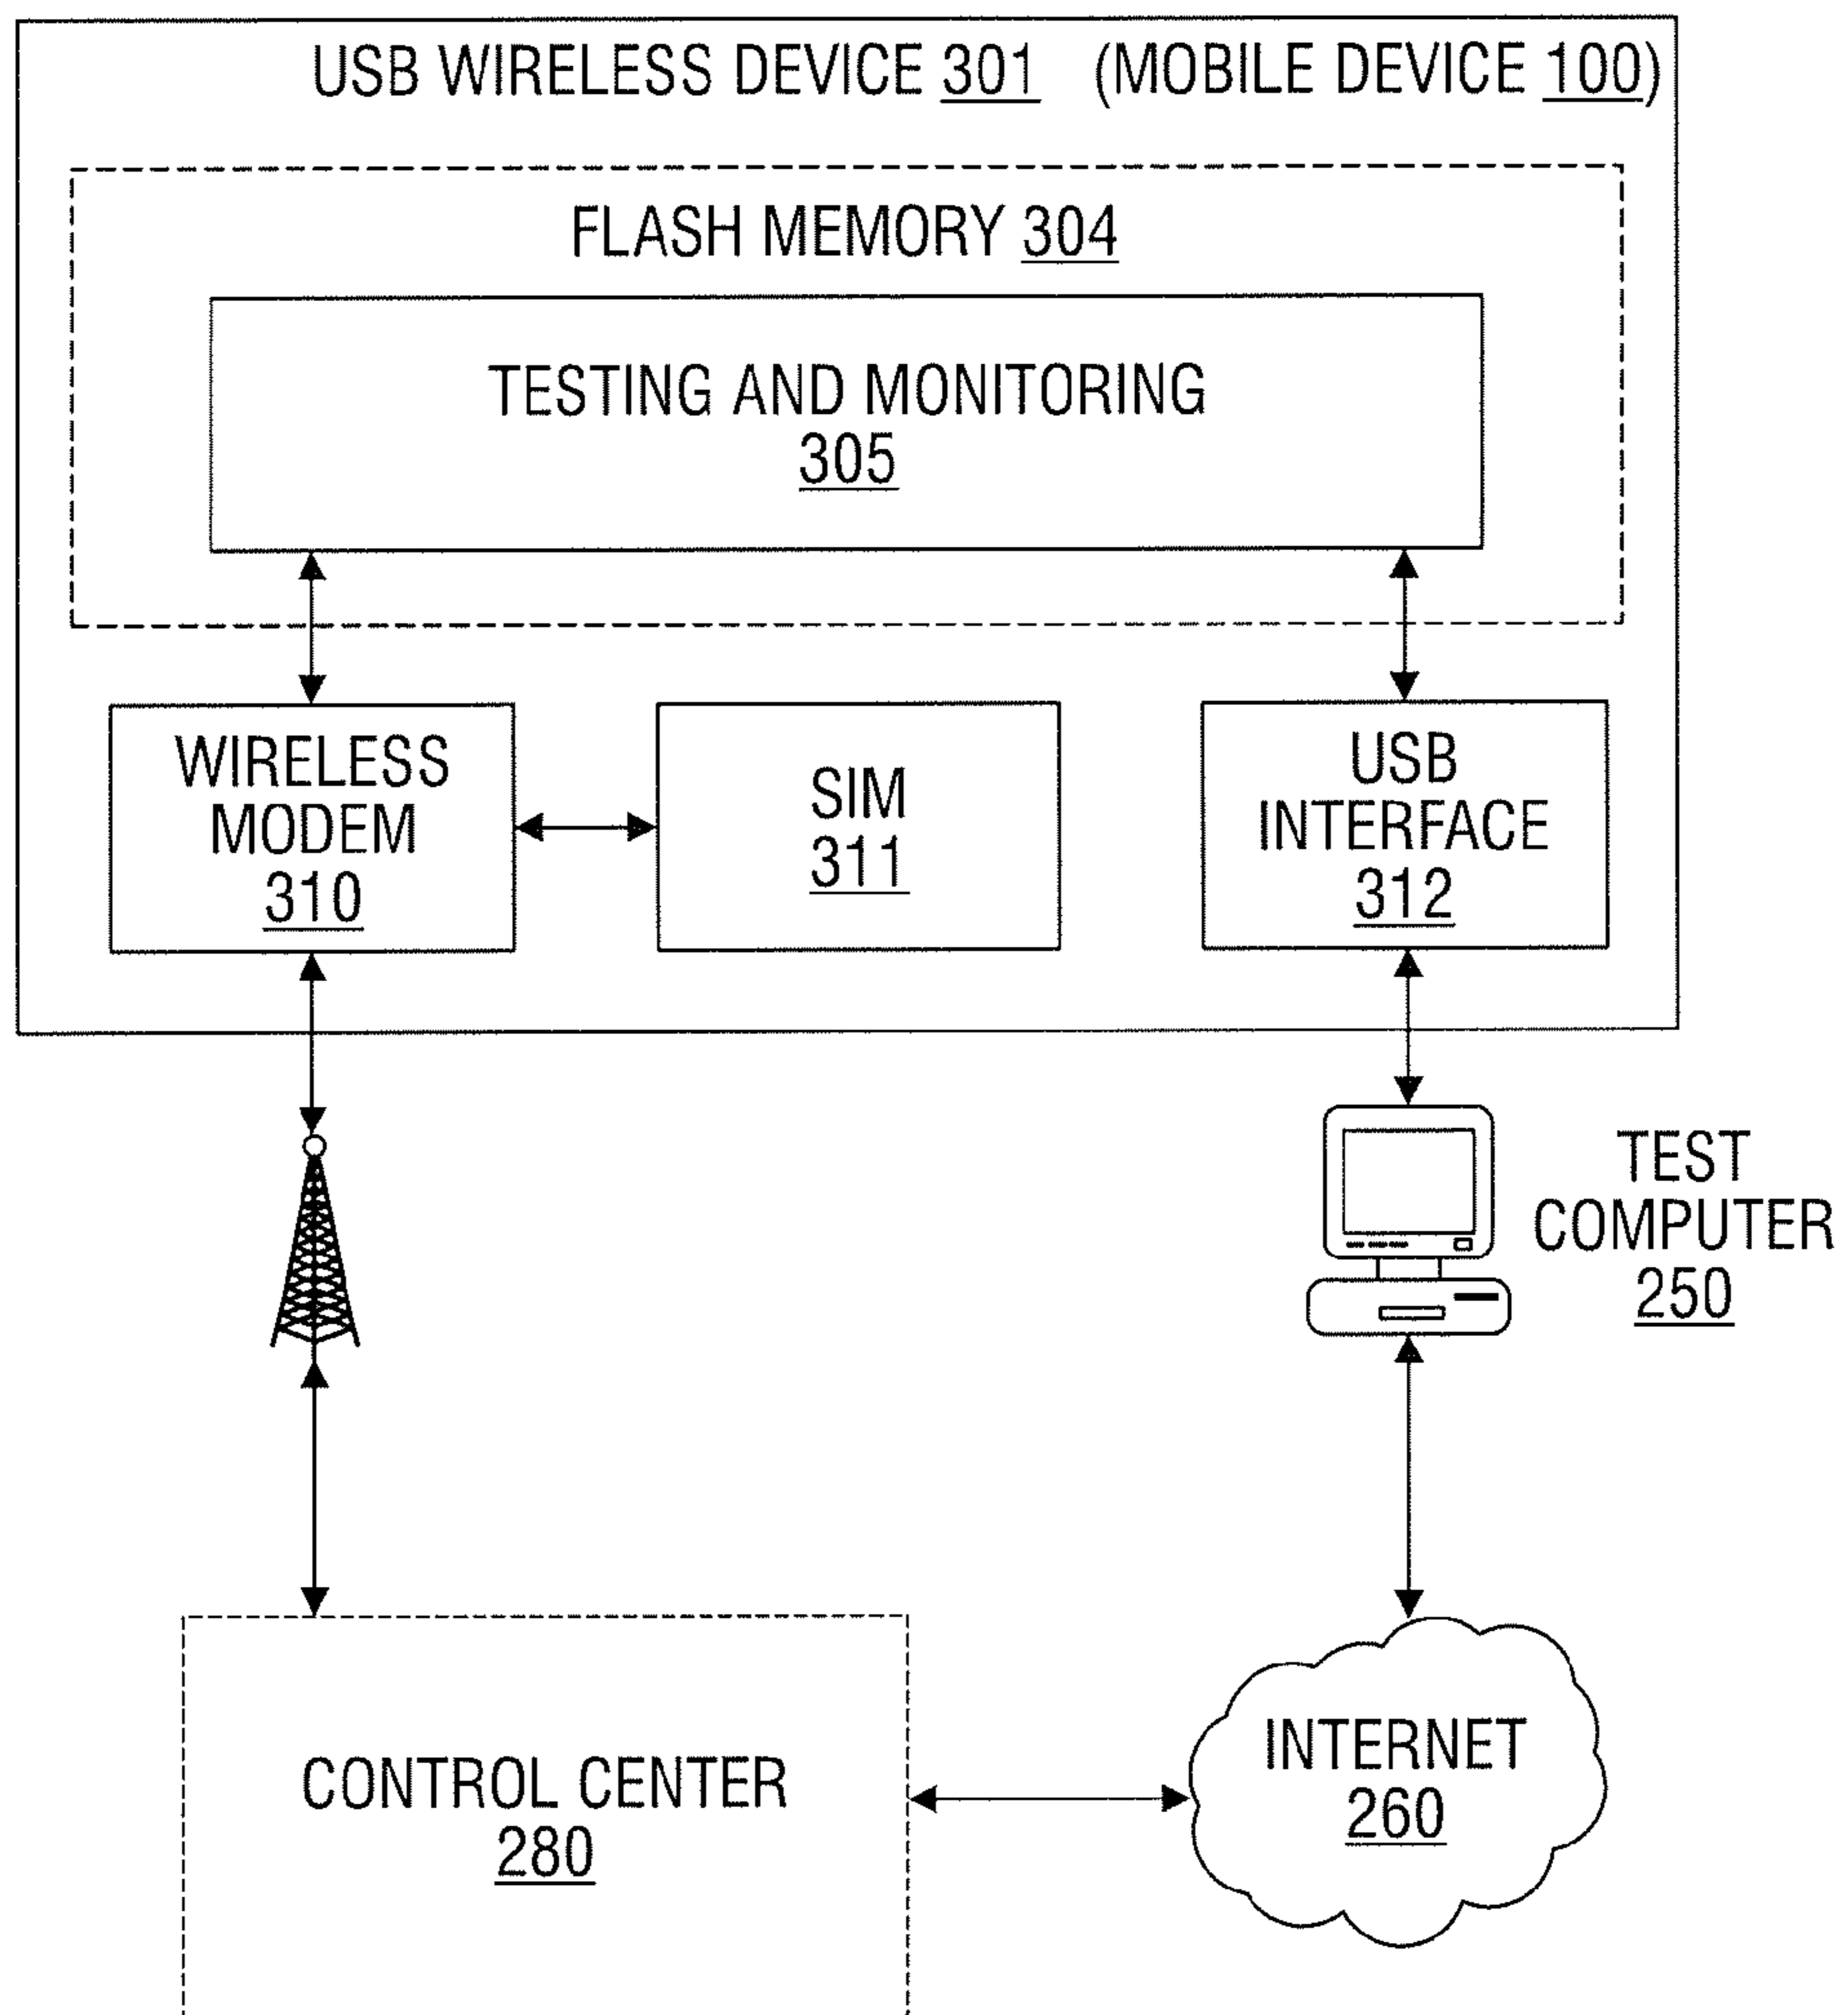 USB WIRELESS DEVICE 301 (MOBILE DEVICE 100)
FLASH MEMORY 304
TESTING AND MONITORING
305
WIRELESS
MODEM
310
SIM
311
USB
INTERFACE
312
TEST
COMPUTER
250
CONTROL CENTER
280
INTERNET
260